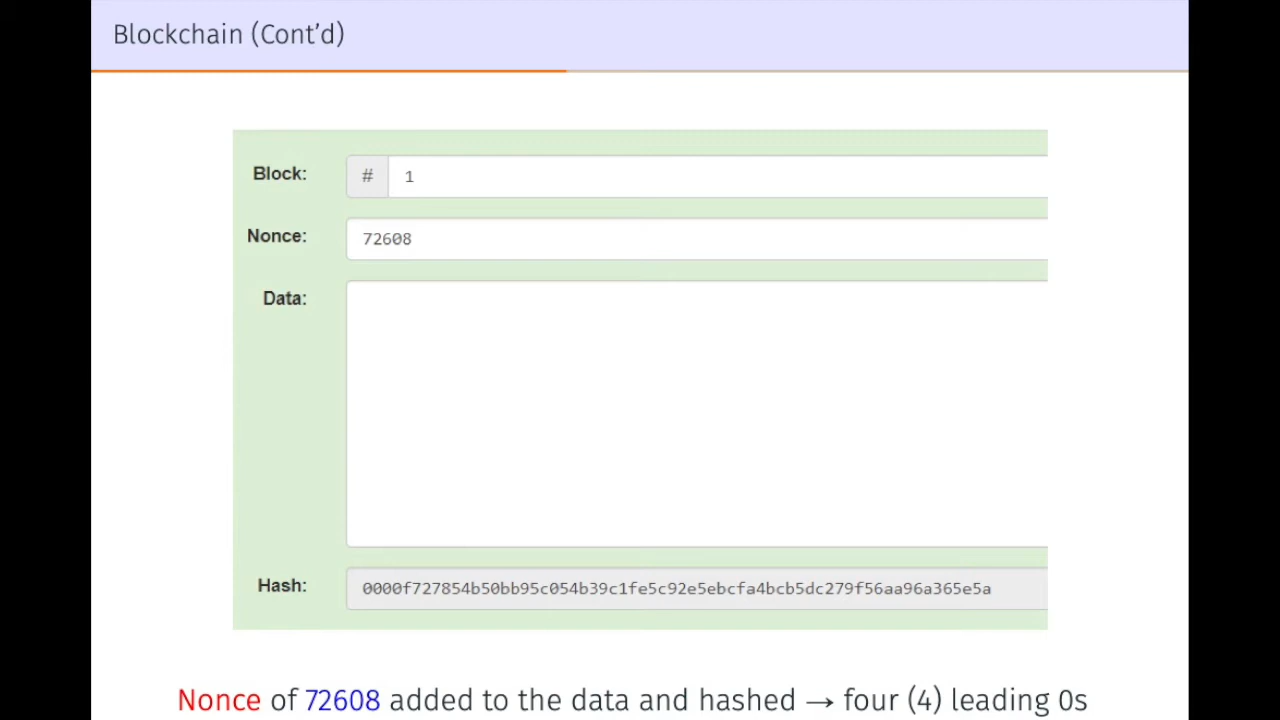 Blockchain (Cont’d)
Block: # 1
Nonce: 72608
Data:
Hash: 0000f727854b50bb95c054b39c1fe5c92e5ebcfa4bcb5dc279f56aa96a365e5a
Nonce of 72608 added to the data and hashed → four (4) leading 0s